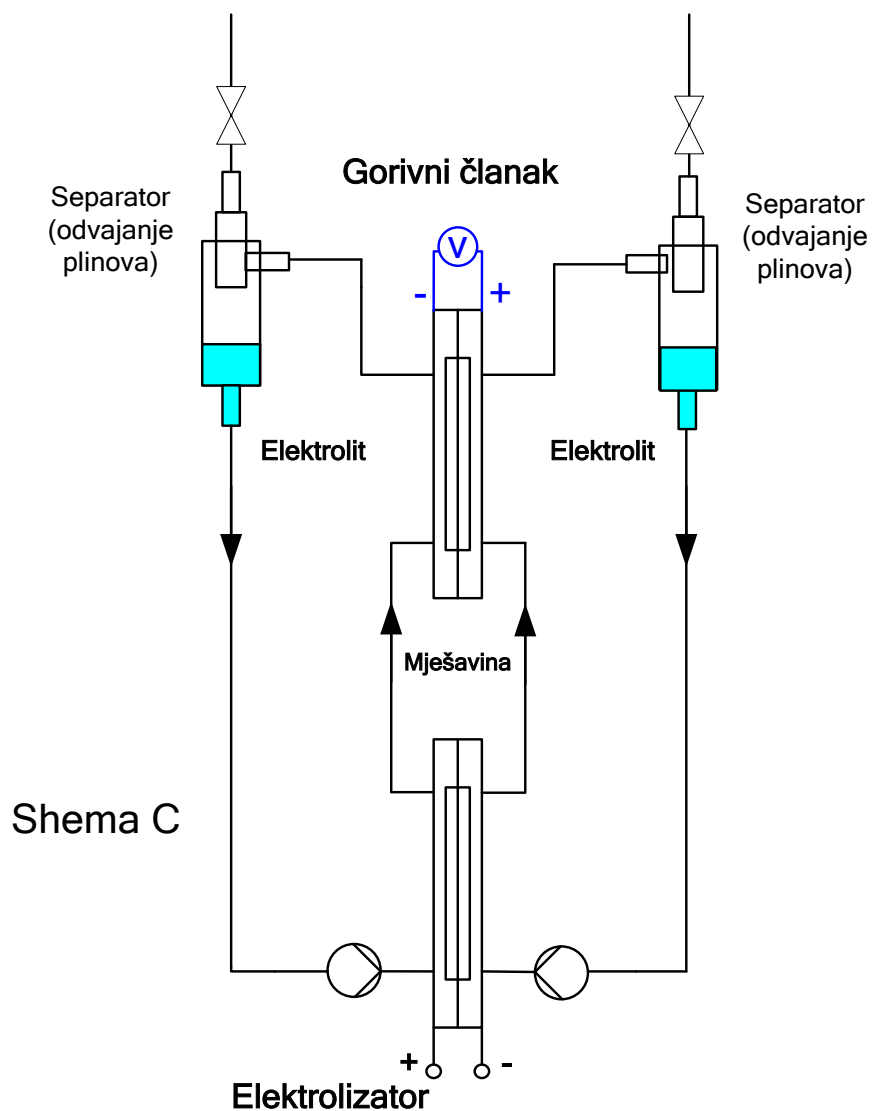 Gorivni članak
Separator
(odvajanje
plinova)
Separator
(odvajanje
plinova)
V
- +
Elektrolit
Elektrolit
Mješavina
Shema C
+ -
Elektrolizator